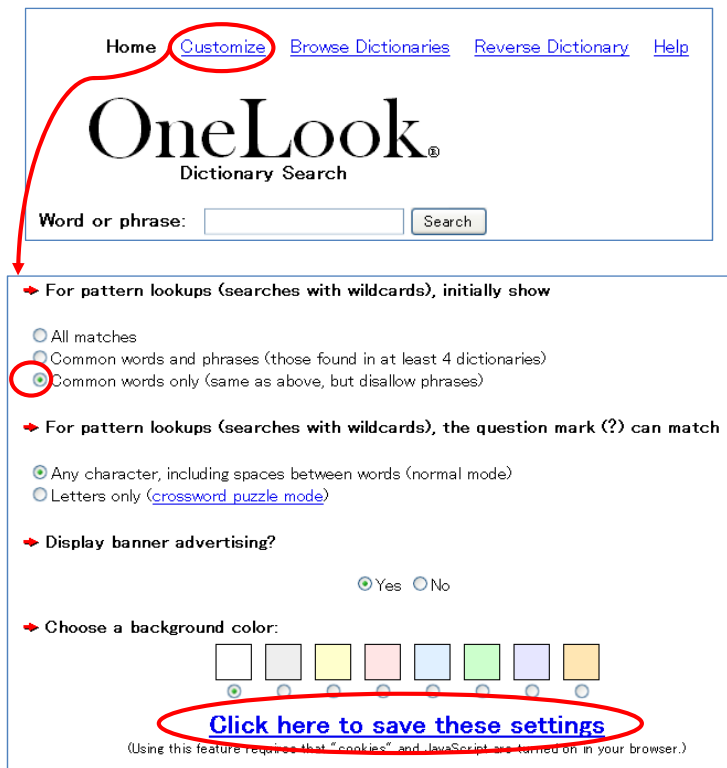 Home Customize Browse Dictionaries Reverse Dictionary Help
OneLook®
Dictionary Search
Word or phrase: Search
For pattern lookups (searches with wildcards), initially show
All matches
Common words and phrases (those found in at least 4 dictionaries)
Common words only (same as above, but disallow phrases)
For pattern lookups (searches with wildcards), the question mark (?) can match
Any character, including spaces between words (normal mode)
Letters only (crossword puzzle mode)
Display banner advertising?
Yes No
Choose a background color:
Click here to save these settings
(Using this feature requires that "cookies" and JavaScript are turned on in your browser.)